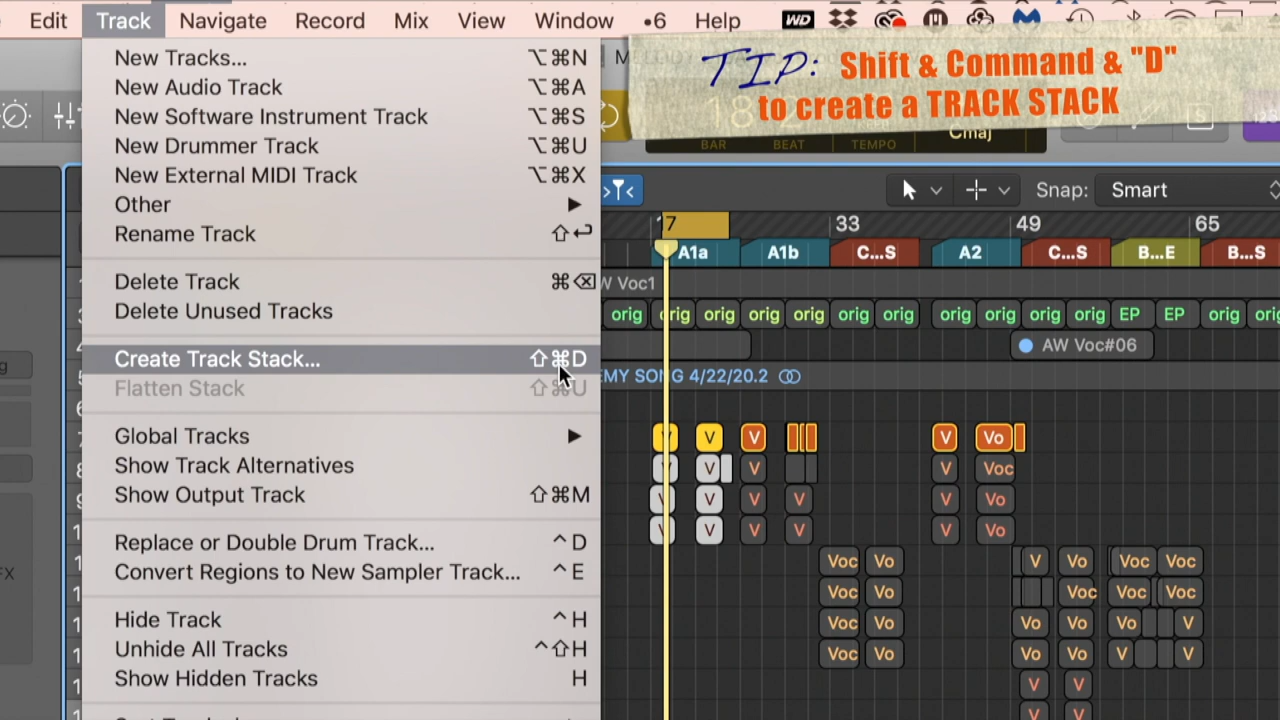 Edit Track Navigate Record Mix View Window •6 Help WD
TIP: Shift & Command & "D"
to create a TRACK STACK
New Tracks... ⌥⌘N
New Audio Track ⌥⌘A
New Software Instrument Track ⌥⌘S
New Drummer Track ⌥⌘U
New External MIDI Track ⌥⌘X
Other ▶
Rename Track ⇧↩
Delete Track ⌘⌫
Delete Unused Tracks
Create Track Stack... ⇧⌘D
Flatten Stack ⇧⌘U
Global Tracks ▶
Show Track Alternatives
Show Output Track ⇧⌘M
Replace or Double Drum Track... ^D
Convert Regions to New Sampler Track... ^E
Hide Track ^H
Unhide All Tracks ^⇧H
Show Hidden Tracks H
BAR BEAT TEMPO Cmaj
Snap: Smart
17 33 49 65
A1a A1b C...S A2 C...S B...E B...S
W Voc1
orig orig orig orig orig orig orig orig orig orig orig EP EP orig
AW Voc#06
EMY SONG 4/22/20.2
V V V V Vo
V V V V Voc
V V V V V Vo
V V V V V Vo
Voc Vo V Vo Voc Voc
Voc Vo Voc Voc Voc
Voc Vo Vo Vo Vo V
Voc Vo Vo Vo V V
V V
V V